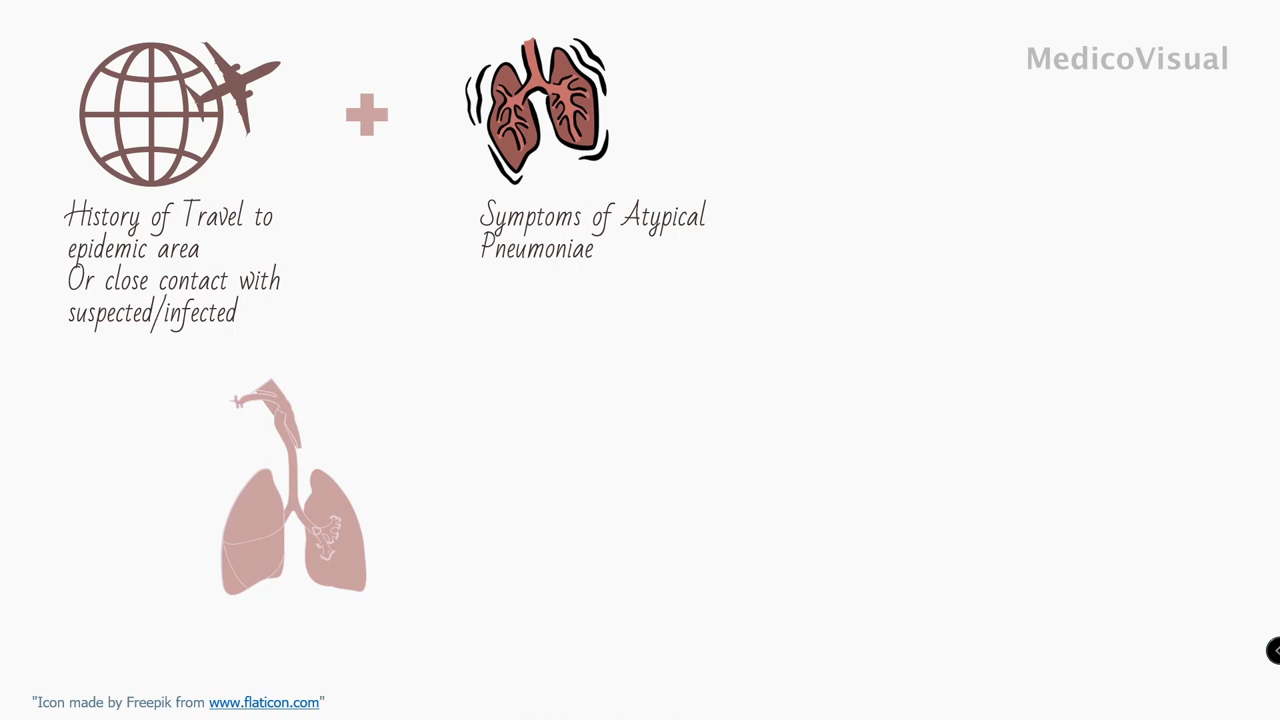 MedicoVisual
History of Travel to
epidemic area
Or close contact with
suspected/infected
Symptoms of Atypical
Pneumoniae
"Icon made by Freepik from www.flaticon.com"